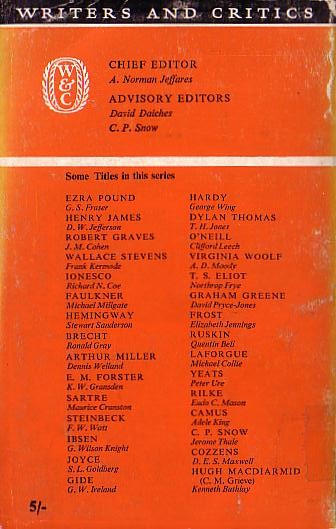 WRITERS AND CRITICS
W
&
C
CHIEF EDITOR
A. Norman Jeffares
ADVISORY EDITORS
David Daiches
C. P. Snow
Some Titles in this series
EZRA POUND
G. S. Fraser
HENRY JAMES
D. W. Jefferson
ROBERT GRAVES
J. M. Cohen
WALLACE STEVENS
Frank Kermode
IONESCO
Richard N. Coe
FAULKNER
Michael Millgate
HEMINGWAY
Stewart Sanderson
BRECHT
Ronald Gray
ARTHUR MILLER
Dennis Welland
E. M. FORSTER
K. W. Gransden
SARTRE
Maurice Cranston
STEINBECK
F. W. Watt
IBSEN
G. Wilson Knight
JOYCE
S. L. Goldberg
GIDE
G. W. Ireland
HARDY
George Wing
DYLAN THOMAS
T. H. Jones
O'NEILL
Clifford Leech
VIRGINIA WOOLF
A. D. Moody
T. S. ELIOT
Northrop Frye
GRAHAM GREENE
David Pryce-Jones
FROST
Elizabeth Jennings
RUSKIN
Quentin Bell
LAFORGUE
Michael Collie
YEATS
Peter Ure
RILKE
Eudo C. Mason
CAMUS
Adele King
C. P. SNOW
Jerome Thale
COZZENS
D. E. S. Maxwell
HUGH MACDIARMID
(C. M. Grieve)
Kenneth Buthlay
5/-